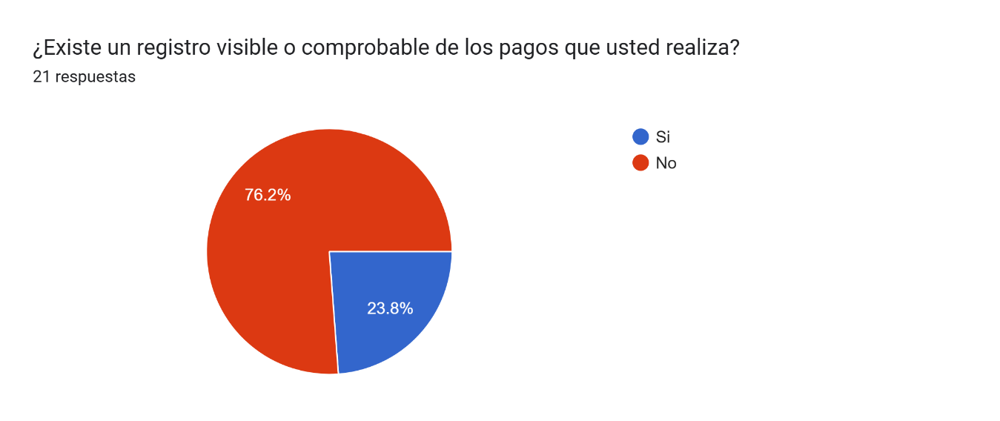 ¿Existe un registro visible o comprobable de los pagos que usted realiza?
21 respuestas
Si
No
76.2%
23.8%